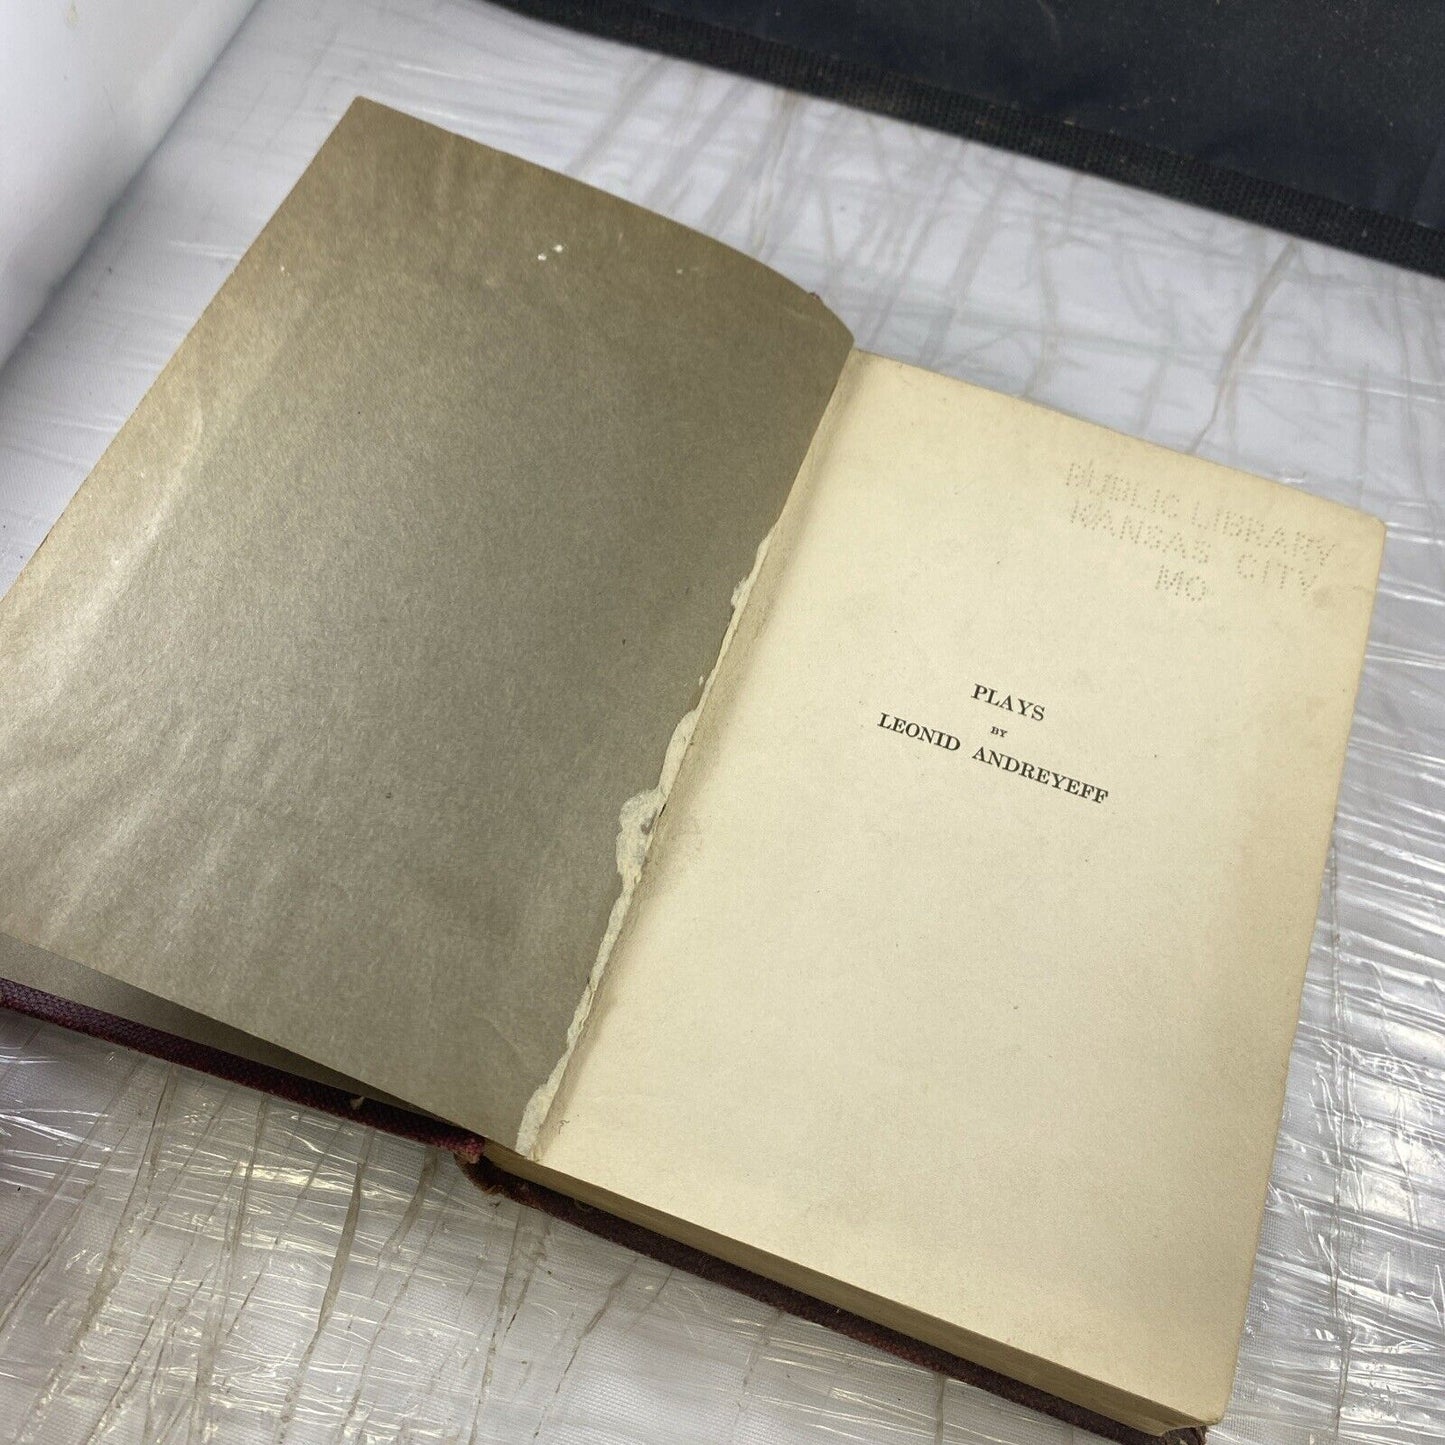 PUBLIC LIBRARY
KANSAS CITY
MO
PLAYS
BY
LEONID ANDREYEFF